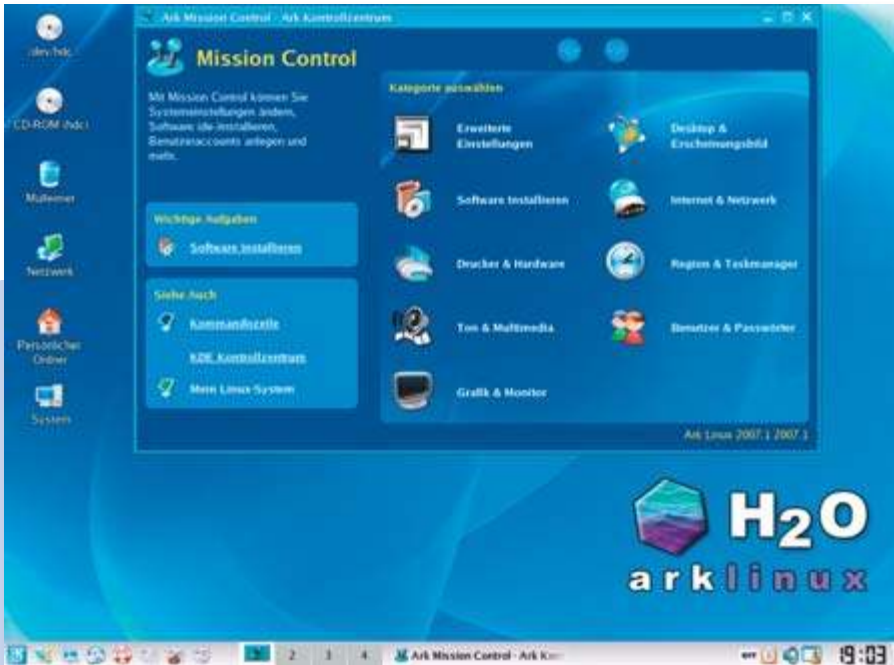 Ark Mission Control - Ark Kontrollzentrum
/dev/hdc
CD-ROM (hdc)
Mülleimer
Netzwerk
Persönlicher
Ordner
System
Mission Control
Mit Mission Control können Sie
Systemeinstellungen ändern,
Software (de-)installieren,
Benutzeraccounts anlegen und
mehr.
Wichtige Aufgaben
Software installieren
Siehe Auch
Kommandozeile
KDE Kontrollzentrum
Mein Linux-System
Kategorie auswählen
Erweiterte
Einstellungen
Desktop &
Erscheinungsbild
Software Installieren
Internet & Netzwerk
Drucker & Hardware
Region & Taskmanager
Ton & Multimedia
Benutzer & Passwörter
Grafik & Monitor
Ark Linux 2007.1 2007.1
H2O
arklinux
1 2 3 4
Ark Mission Control - Ark Kon
19:03